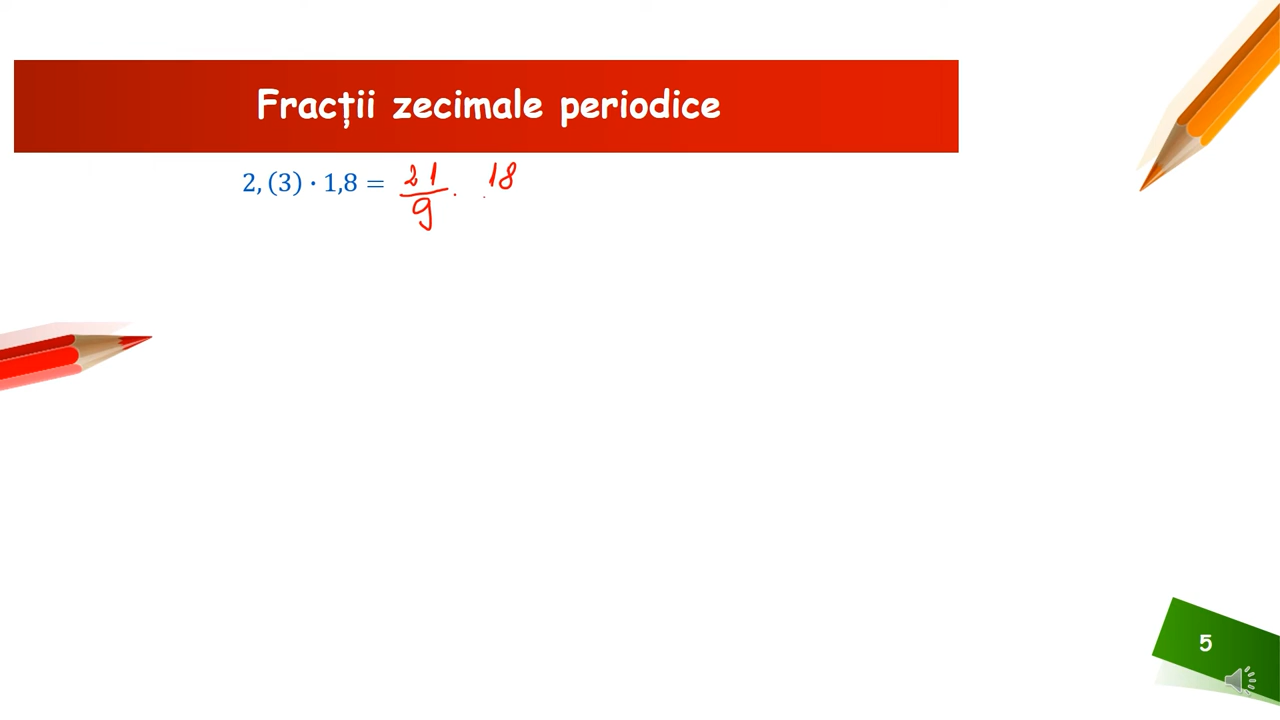 Fracții zecimale periodice
2,(3) · 1,8 = 21/9 · 18
5